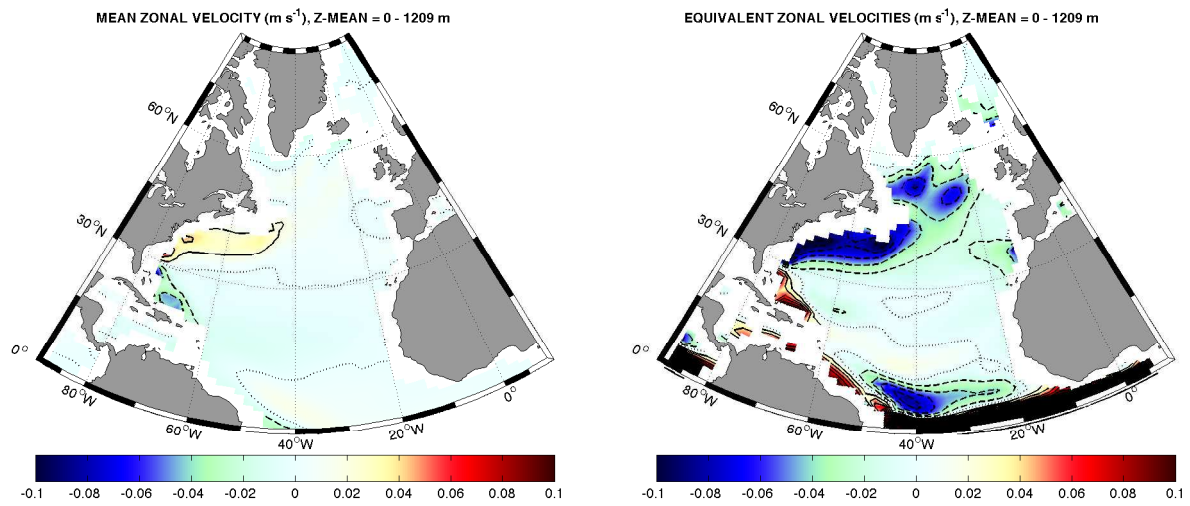 MEAN ZONAL VELOCITY (m s-1), Z-MEAN = 0 - 1209 m
60°N
30°N
0°
80°W
60°W
40°W
20°W
0°
-0.1 -0.08 -0.06 -0.04 -0.02 0 0.02 0.04 0.06 0.08 0.1
EQUIVALENT ZONAL VELOCITIES (m s-1), Z-MEAN = 0 - 1209 m
60°N
30°N
0°
80°W
60°W
40°W
20°W
0°
-0.1 -0.08 -0.06 -0.04 -0.02 0 0.02 0.04 0.06 0.08 0.1